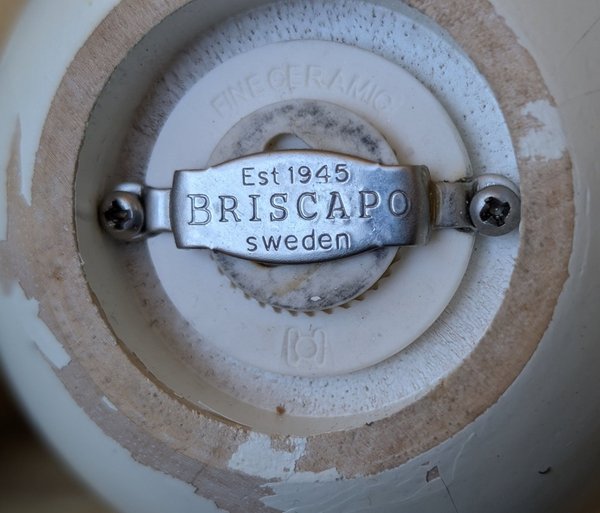 FINE CERAMIC
Est 1945
BRISCAPO
sweden